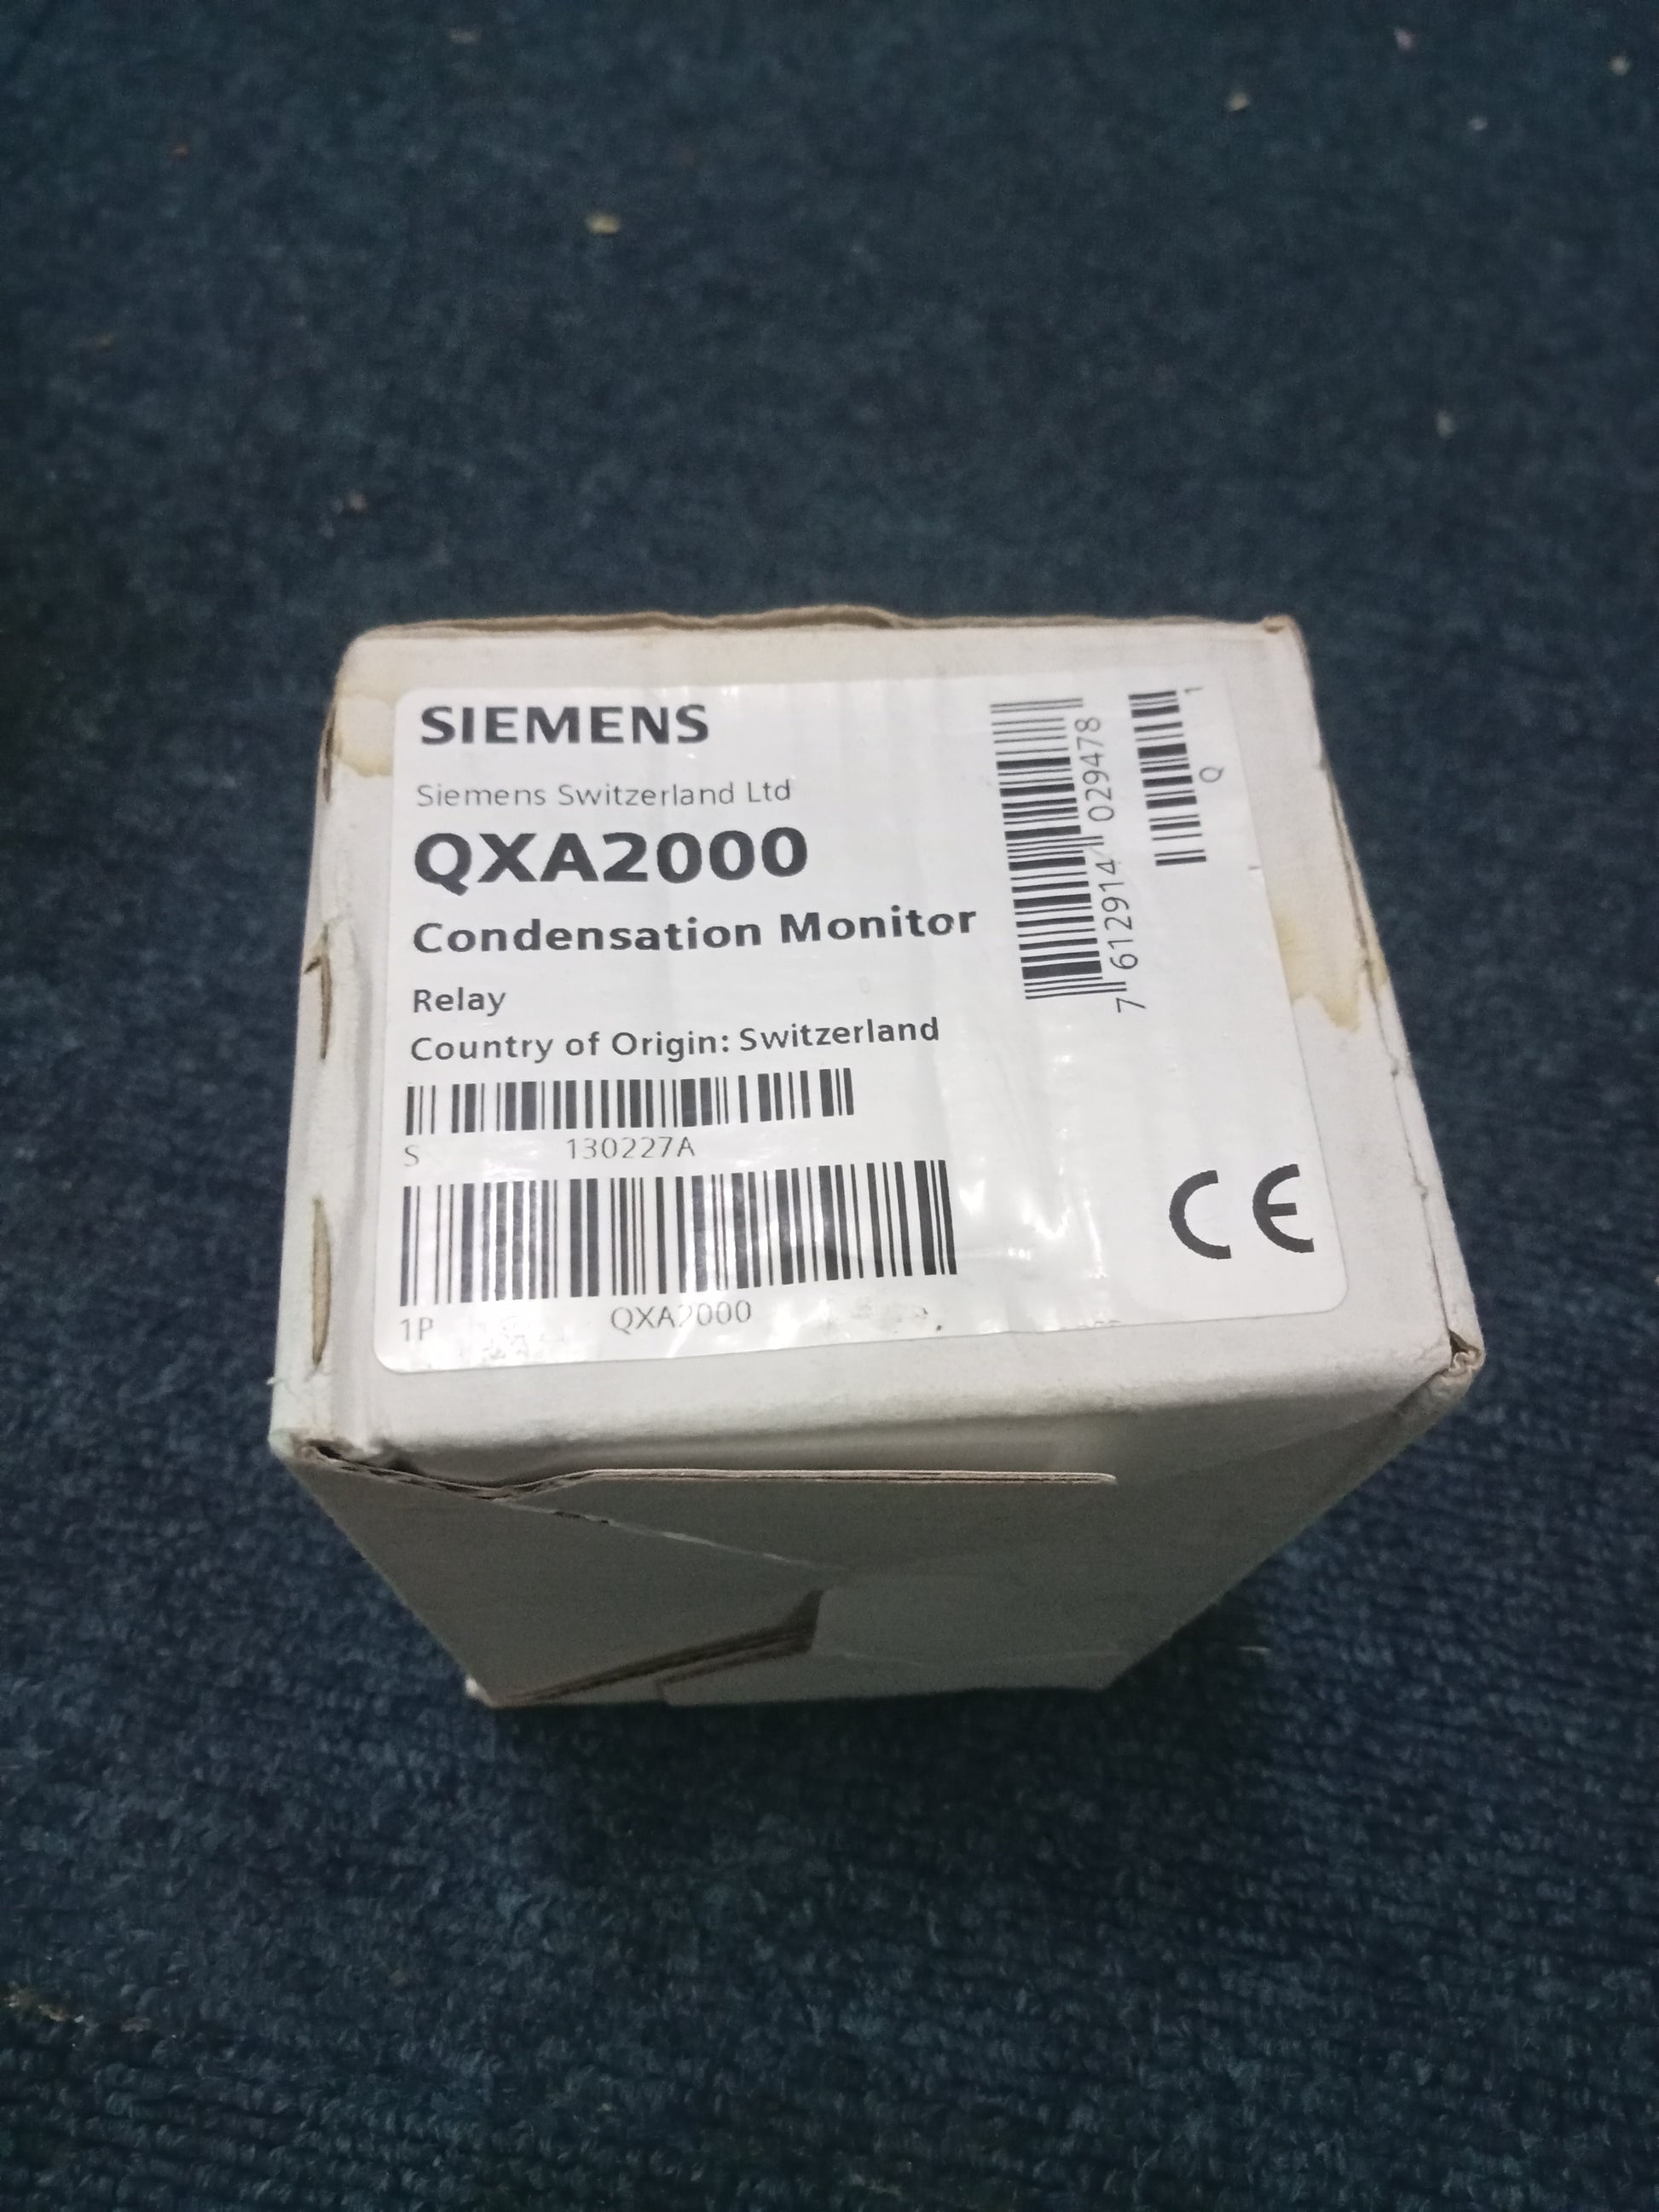 SIEMENS
Siemens Switzerland Ltd
QXA2000
Condensation Monitor
Relay
Country of Origin: Switzerland
S 130227A
1P QXA2000
7 612914 029478
Q 1
CE